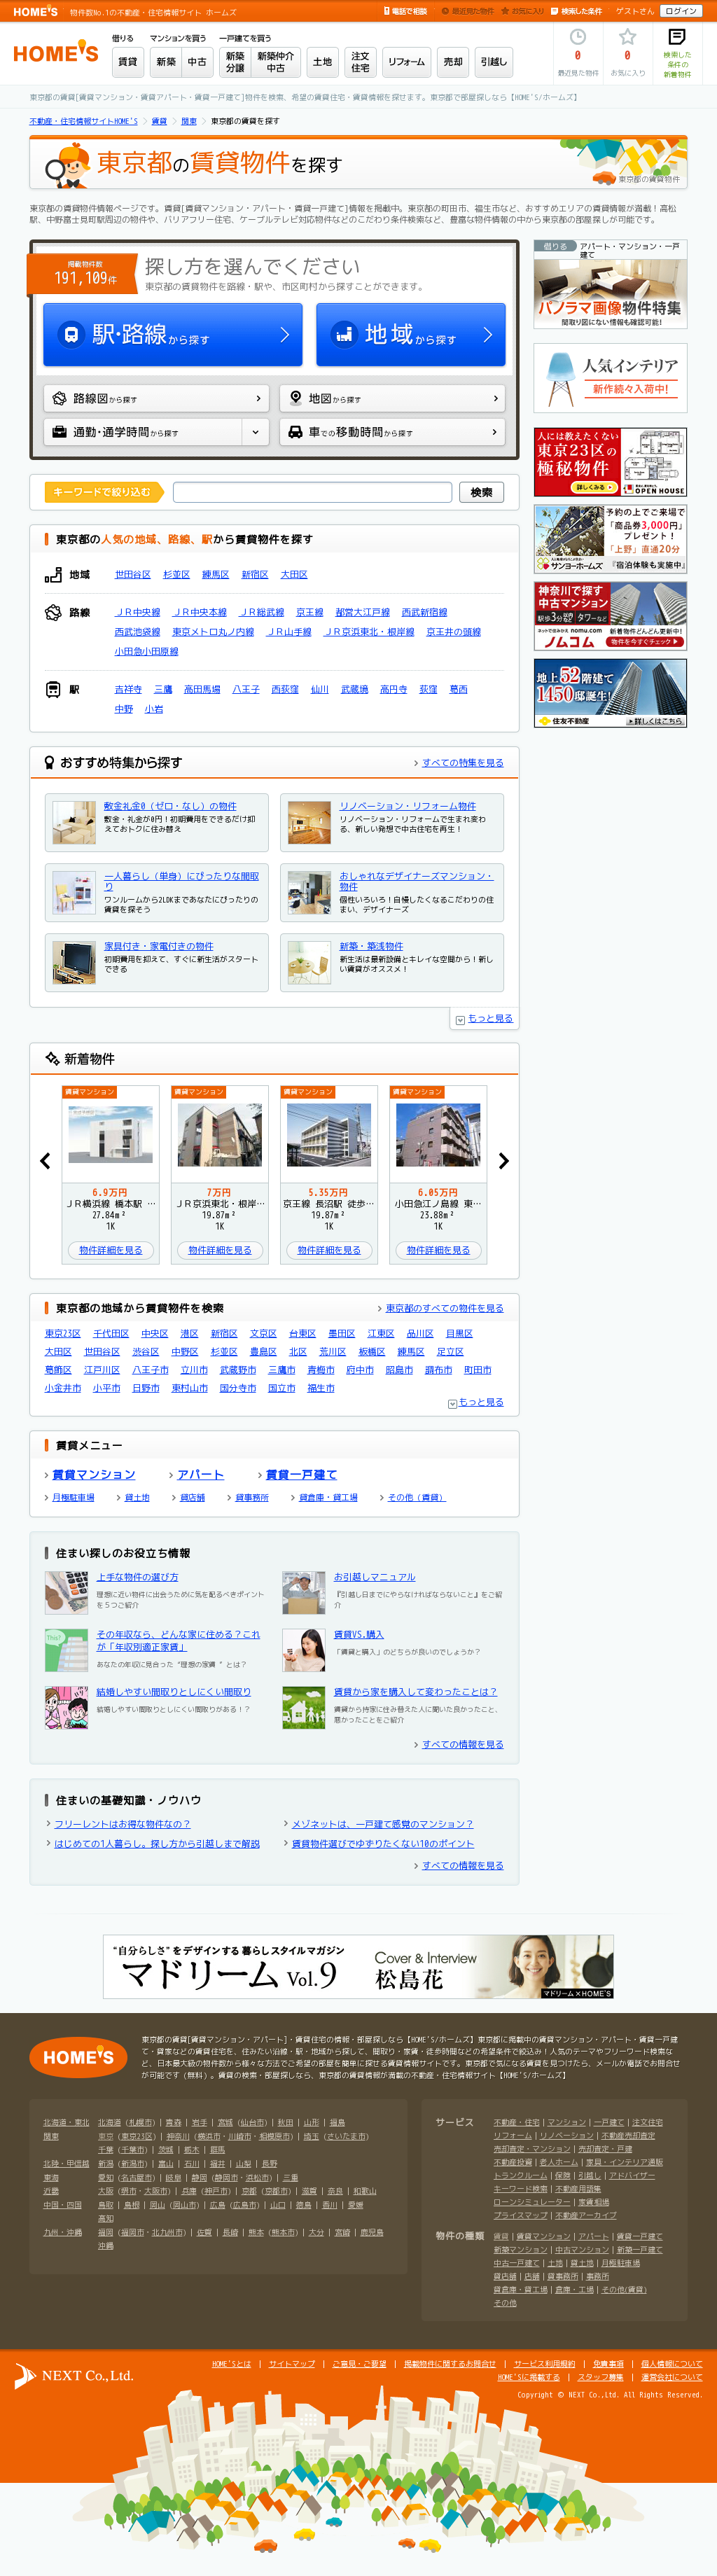 HOME'S 物件数No.1の不動産・住宅情報サイト ホームズ
電話で相談 最近見た物件 お気に入り 検索した条件 ゲストさん ログイン
HOME'S
借りる マンションを買う 一戸建てを買う
賃貸 新築 中古 新築分譲 新築仲介中古 土地 注文住宅 リフォーム 売却 引越し
0 最近見た物件
0 お気に入り
検索した条件の新着物件
東京都の賃貸[賃貸マンション・賃貸アパート・賃貸一戸建て]物件を検索、希望の賃貸住宅・賃貸情報を探せます。東京都で部屋探しなら【HOME'S/ホームズ】
不動産・住宅情報サイトHOME'S 賃貸 関東 東京都の賃貸を探す
東京都の賃貸物件を探す
東京都の賃貸物件
東京都の賃貸物件情報ページです。賃貸[賃貸マンション・アパート・賃貸一戸建て]情報を掲載中。東京都の町田市、福生市など、おすすめエリアの賃貸情報が満載！高松
駅、中野富士見町駅周辺の物件や、バリアフリー住宅、ケーブルテレビ対応物件などのこだわり条件検索など、豊富な物件情報の中から東京都の部屋探しが可能です。
掲載物件数
191,109件
探し方を選んでください
東京都の賃貸物件を路線・駅や、市区町村から探すことができます。
駅・路線から探す
地域から探す
路線図から探す
地図から探す
通勤・通学時間から探す
車での移動時間から探す
キーワードで絞り込む 検索
東京都の人気の地域、路線、駅から賃貸物件を探す
地域 世田谷区 杉並区 練馬区 新宿区 大田区
路線 ＪＲ中央線 ＪＲ中央本線 ＪＲ総武線 京王線 都営大江戸線 西武新宿線
西武池袋線 東京メトロ丸ノ内線 ＪＲ山手線 ＪＲ京浜東北・根岸線 京王井の頭線
小田急小田原線
駅 吉祥寺 三鷹 高田馬場 八王子 西荻窪 仙川 武蔵境 高円寺 荻窪 葛西
中野 小岩
おすすめ特集から探す
すべての特集を見る
敷金礼金0（ゼロ・なし）の物件
敷金・礼金が0円！初期費用をできるだけ抑えておトクに住み替え
リノベーション・リフォーム物件
リノベーション・リフォームで生まれ変わる、新しい発想で中古住宅を再生！
一人暮らし（単身）にぴったりな間取り
ワンルームから2LDKまであなたにぴったりの賃貸を探そう
おしゃれなデザイナーズマンション・物件
個性いろいろ！自慢したくなるこだわりの住まい、デザイナーズ
家具付き・家電付きの物件
初期費用を抑えて、すぐに新生活がスタートできる
新築・築浅物件
新生活は最新設備とキレイな空間から！新しい賃貸がオススメ！
もっと見る
新着物件
賃貸マンション 賃貸マンション 賃貸マンション 賃貸マンション
6.9万円 7万円 5.35万円 6.05万円
ＪＲ横浜線 橋本駅 … ＪＲ京浜東北・根岸… 京王線 長沼駅 徒歩… 小田急江ノ島線 東…
27.84m² 19.87m² 19.87m² 23.88m²
1K 1K 1K 1K
物件詳細を見る 物件詳細を見る 物件詳細を見る 物件詳細を見る
東京都の地域から賃貸物件を検索
東京都のすべての物件を見る
東京23区 千代田区 中央区 港区 新宿区 文京区 台東区 墨田区 江東区 品川区 目黒区
大田区 世田谷区 渋谷区 中野区 杉並区 豊島区 北区 荒川区 板橋区 練馬区 足立区
葛飾区 江戸川区 八王子市 立川市 武蔵野市 三鷹市 青梅市 府中市 昭島市 調布市 町田市
小金井市 小平市 日野市 東村山市 国分寺市 国立市 福生市
もっと見る
賃貸メニュー
賃貸マンション アパート 賃貸一戸建て
月極駐車場 貸土地 貸店舗 貸事務所 貸倉庫・貸工場 その他（賃貸）
住まい探しのお役立ち情報
上手な物件の選び方
理想に近い物件に出会うために気を配るべきポイントを５つご紹介
お引越しマニュアル
『引越し日までにやらなければならないこと』をご紹介
その年収なら、どんな家に住める？これが「年収別適正家賃」
あなたの年収に見合った“理想の家賃”とは？
賃貸VS.購入
「賃貸と購入」のどちらが良いのでしょうか？
結婚しやすい間取りとしにくい間取り
結婚しやすい間取りとしにくい間取りがある！？
賃貸から家を購入して変わったことは？
賃貸から持家に住み替えた人に聞いた良かったこと、悪かったことをご紹介
すべての情報を見る
住まいの基礎知識・ノウハウ
フリーレントはお得な物件なの？
メゾネットは、一戸建て感覚のマンション？
はじめての1人暮らし。探し方から引越しまで解説
賃貸物件選びでゆずりたくない10のポイント
すべての情報を見る
借りる アパート・マンション・一戸建て
パノラマ画像物件特集
間取り図にない情報も確認可能！
人気インテリア
新作続々入荷中！
人には教えたくない
東京23区の極秘物件
詳しくみる OPEN HOUSE
予約の上でご来場で
「商品券3,000円」
プレゼント！
「上野」直通20分
サンヨーホームズ 『宿泊体験も実施中』
神奈川で探す
中古マンション
駅歩3分以内など タワーなど
ネットで住みかえ nomu.com ノムコム
新着物件どんどん更新中！
物件を今すぐチェック
地上52階建て
1450邸誕生！
住友不動産 詳しくはこちら
“自分らしさ”をデザインする暮らしスタイルマガジン
マドリーム Vol.9
Cover & Interview
松島花
マドリーム×HOME'S
HOME'S
東京都の賃貸[賃貸マンション・アパート]・賃貸住宅の情報・部屋探しなら【HOME'S/ホームズ】東京都に掲載中の賃貸マンション・アパート・賃貸一戸建
て・貸家などの賃貸住宅を、住みたい沿線・駅・地域から探して、間取り・家賃・徒歩時間などの希望条件で絞込み！人気のテーマやフリーワード検索な
ど、日本最大級の物件数から様々な方法でご希望の部屋を簡単に探せる賃貸情報サイトです。東京都で気になる賃貸を見つけたら、メールか電話でお問合せ
が可能です（無料）。賃貸の検索・部屋探しなら、東京都の賃貸情報が満載の不動産・住宅情報サイト【HOME'S/ホームズ】
北海道・東北 北海道（札幌市）| 青森 | 岩手 | 宮城（仙台市）| 秋田 | 山形 | 福島
関東 東京（東京23区）| 神奈川（横浜市・川崎市・相模原市）| 埼玉（さいたま市）
千葉（千葉市）| 茨城 | 栃木 | 群馬
北陸・甲信越 新潟（新潟市）| 富山 | 石川 | 福井 | 山梨 | 長野
東海 愛知（名古屋市）| 岐阜 | 静岡（静岡市・浜松市）| 三重
近畿 大阪（堺市・大阪市）| 兵庫（神戸市）| 京都（京都市）| 滋賀 | 奈良 | 和歌山
中国・四国 鳥取 | 島根 | 岡山（岡山市）| 広島（広島市）| 山口 | 徳島 | 香川 | 愛媛
高知
九州・沖縄 福岡（福岡市・北九州市）| 佐賀 | 長崎 | 熊本（熊本市）| 大分 | 宮崎 | 鹿児島
沖縄
サービス 不動産・住宅 | マンション | 一戸建て | 注文住宅
リフォーム | リノベーション | 不動産売却査定
売却査定・マンション | 売却査定・戸建
不動産投資 | 老人ホーム | 家具・インテリア通販
トランクルーム | 保険 | 引越し | アドバイザー
キーワード検索 | 不動産用語集
ローンシミュレーター | 家賃相場
プライスマップ | 不動産アーカイブ
物件の種類 賃貸 | 賃貸マンション | アパート | 賃貸一戸建て
新築マンション | 中古マンション | 新築一戸建て
中古一戸建て | 土地 | 貸土地 | 月極駐車場
貸店舗 | 店舗 | 貸事務所 | 事務所
貸倉庫・貸工場 | 倉庫・工場 | その他(賃貸)
その他
NEXT Co., Ltd.
HOME'Sとは | サイトマップ | ご意見・ご要望 | 掲載物件に関するお問合せ | サービス利用規約 | 免責事項 | 個人情報について
HOME'Sに掲載する | スタッフ募集 | 運営会社について
Copyright © NEXT Co.,Ltd. All Rights Reserved.